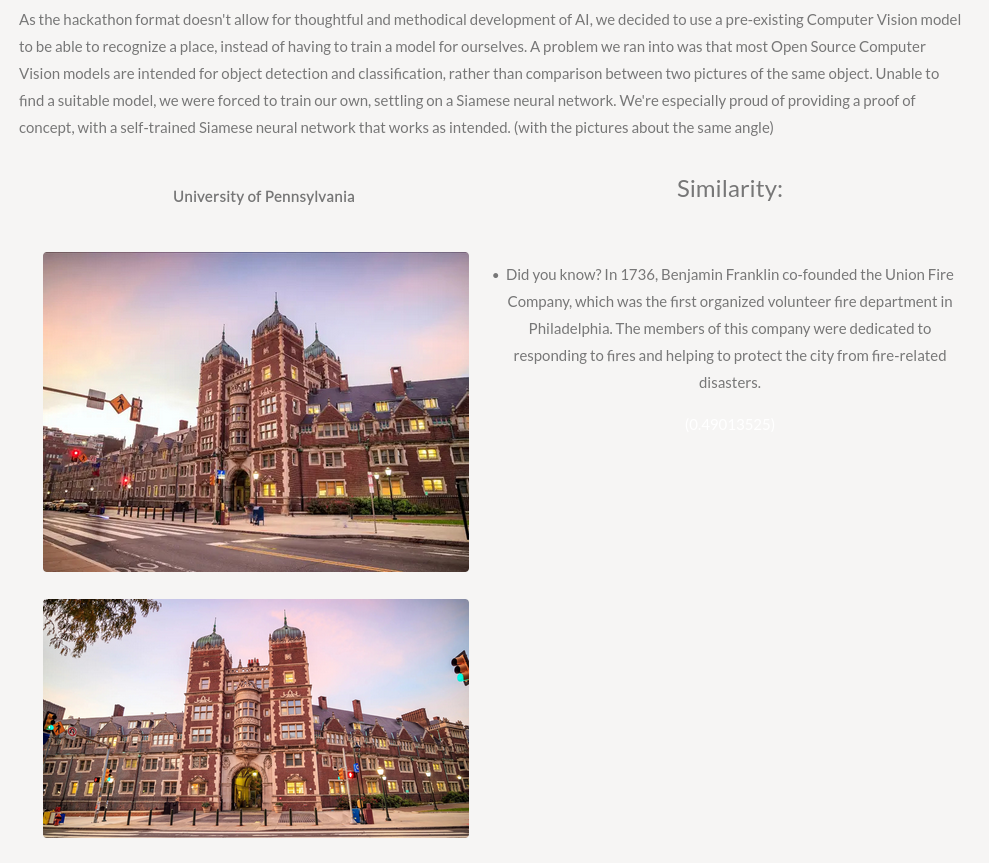 As the hackathon format doesn't allow for thoughtful and methodical development of AI, we decided to use a pre-existing Computer Vision model
to be able to recognize a place, instead of having to train a model for ourselves. A problem we ran into was that most Open Source Computer
Vision models are intended for object detection and classification, rather than comparison between two pictures of the same object. Unable to
find a suitable model, we were forced to train our own, settling on a Siamese neural network. We're especially proud of providing a proof of
concept, with a self-trained Siamese neural network that works as intended. (with the pictures about the same angle)
University of Pennsylvania
Similarity:
• Did you know? In 1736, Benjamin Franklin co-founded the Union Fire
Company, which was the first organized volunteer fire department in
Philadelphia. The members of this company were dedicated to
responding to fires and helping to protect the city from fire-related
disasters.
(0.49013525)